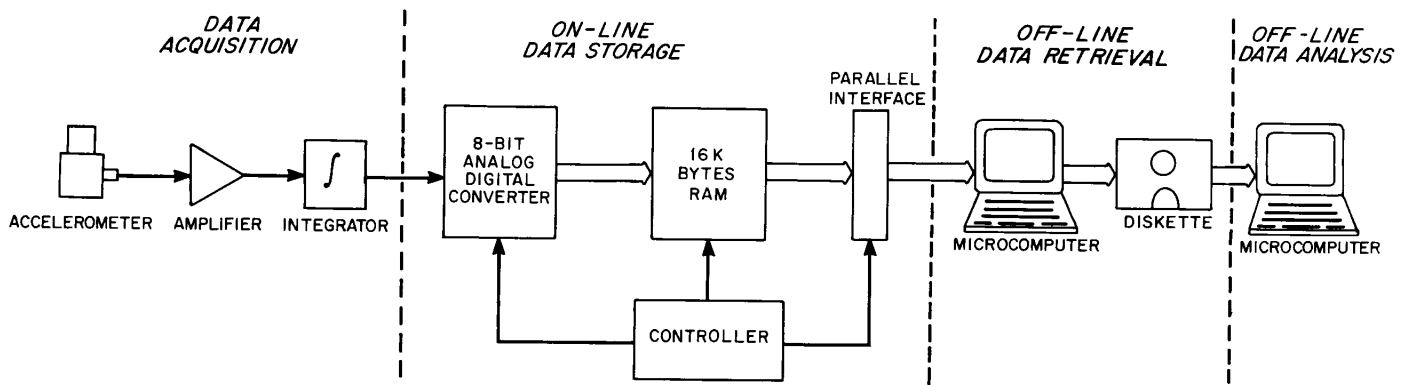 DATA
ACQUISITION
ON-LINE
DATA STORAGE
OFF-LINE
DATA RETRIEVAL
OFF-LINE
DATA ANALYSIS
ACCELEROMETER
AMPLIFIER
∫
INTEGRATOR
8-BIT
ANALOG
DIGITAL
CONVERTER
16K
BYTES
RAM
PARALLEL
INTERFACE
MICROCOMPUTER
DISKETTE
MICROCOMPUTER
CONTROLLER